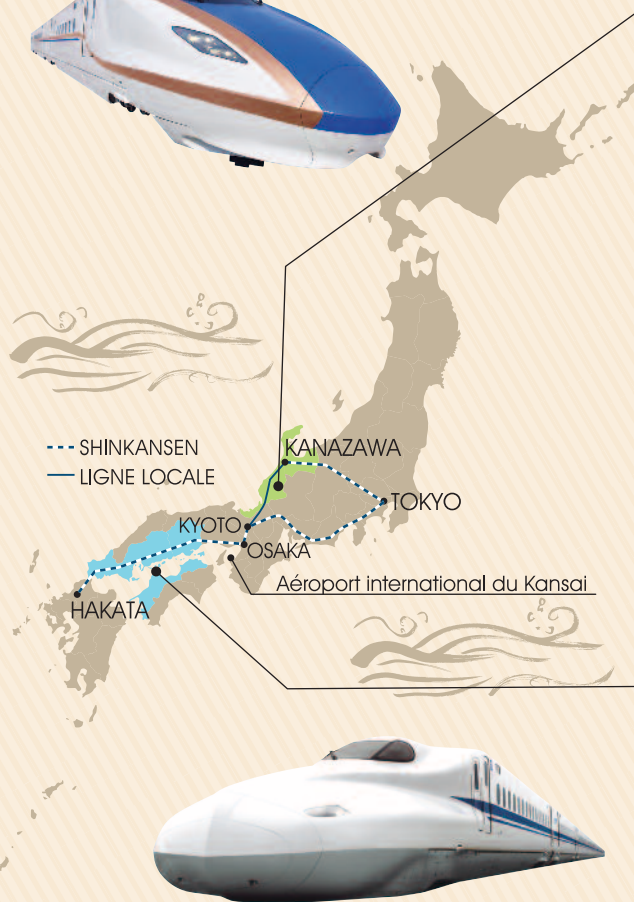 SHINKANSEN
LIGNE LOCALE
KANAZAWA
TOKYO
KYOTO
OSAKA
Aéroport international du Kansai
HAKATA